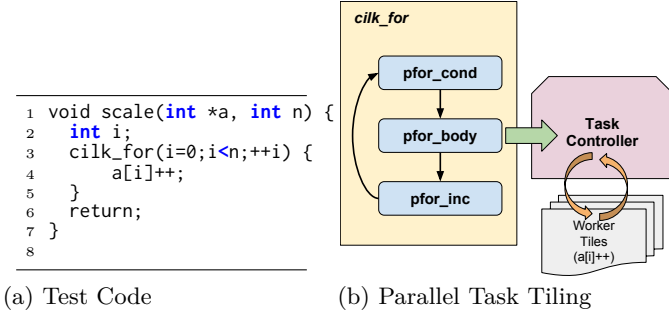 1 void scale(int *a, int n) {
2 int i;
3 cilk_for(i=0;i<n;++i) {
4 a[i]++;
5 }
6 return;
7 }
8
(a) Test Code
cilk_for
pfor_cond
pfor_body
pfor_inc
Task
Controller
Worker
Tiles
(a[i]++)
(b) Parallel Task Tiling